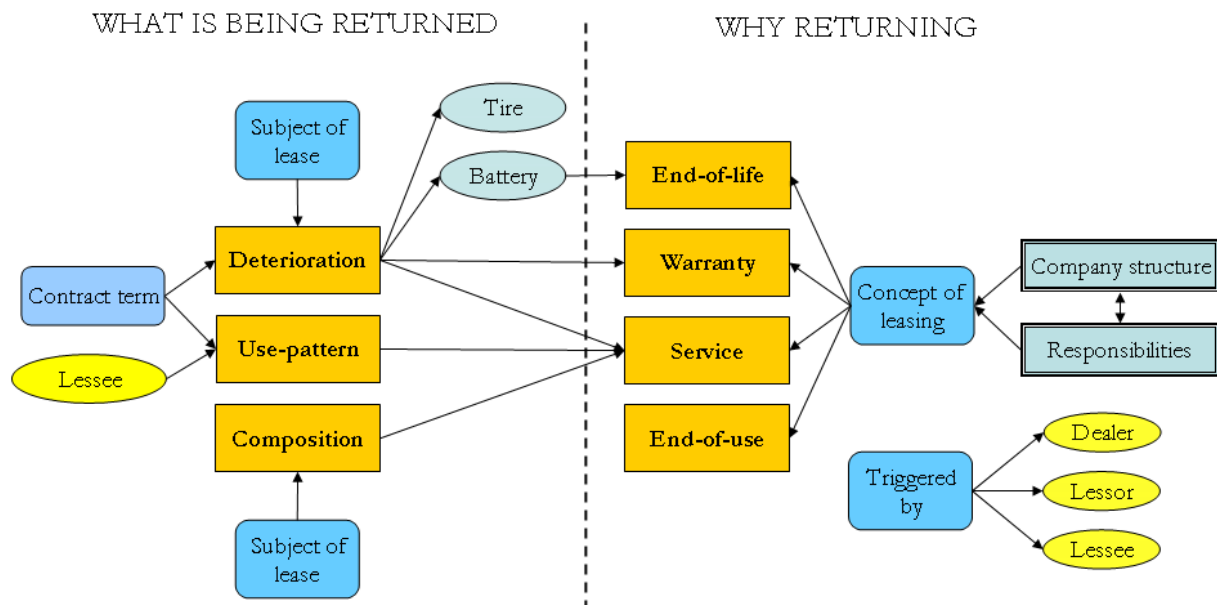 WHAT IS BEING RETURNED
WHY RETURNING
Subject of
lease
Tire
Battery
Deterioration
Contract term
Use-pattern
Lessee
Composition
Subject of
lease
End-of-life
Warranty
Service
End-of-use
Concept of
leasing
Company structure
Responsibilities
Triggered
by
Dealer
Lessor
Lessee